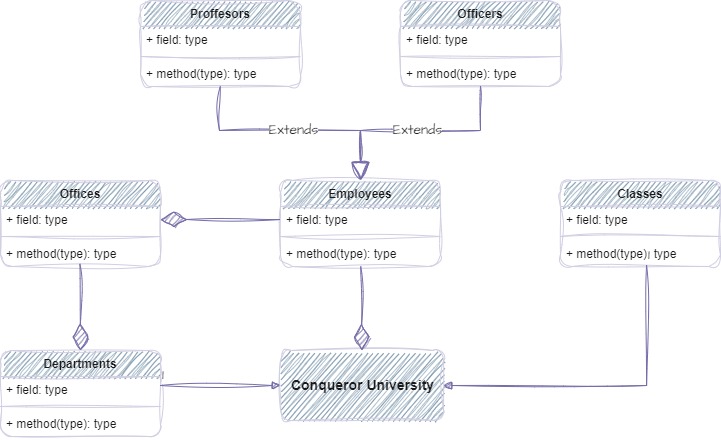 Proffesors
+ field: type
+ method(type): type
Officers
+ field: type
+ method(type): type
Extends
Extends
Offices
+ field: type
+ method(type): type
Employees
+ field: type
+ method(type): type
Classes
+ field: type
+ method(type): type
Departments
+ field: type
+ method(type): type
Conqueror University